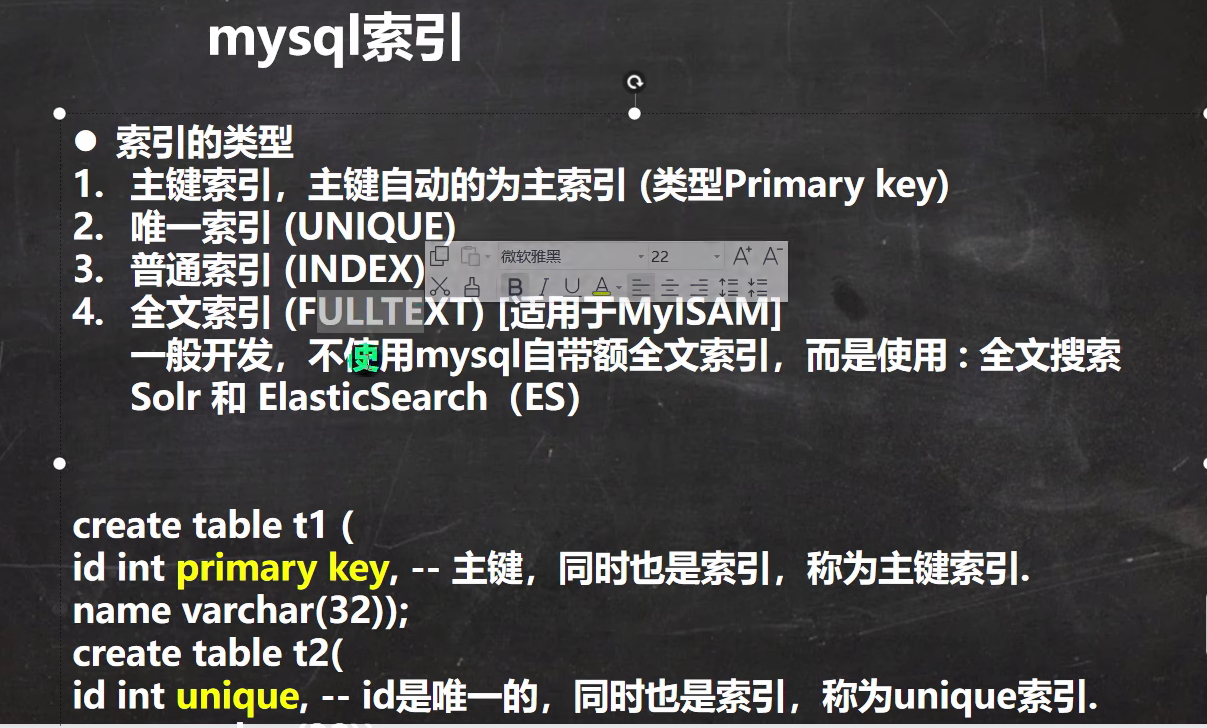 mysql索引
● 索引的类型
1. 主键索引，主键自动的为主索引 (类型Primary key)
2. 唯一索引 (UNIQUE)
微软雅黑 22 A+ A-
3. 普通索引 (INDEX)
B I U A
4. 全文索引 (FULLTEXT) [适用于MyISAM]
一般开发，不使用mysql自带额全文索引，而是使用：全文搜索
Solr 和 ElasticSearch（ES）
create table t1 (
id int primary key, -- 主键，同时也是索引，称为主键索引.
name varchar(32));
create table t2(
id int unique, -- id是唯一的，同时也是索引，称为unique索引.